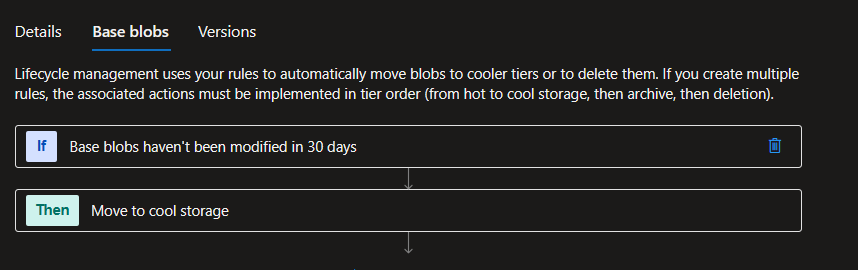 Details Base blobs Versions
Lifecycle management uses your rules to automatically move blobs to cooler tiers or to delete them. If you create multiple
rules, the associated actions must be implemented in tier order (from hot to cool storage, then archive, then deletion).
If Base blobs haven't been modified in 30 days
Then Move to cool storage